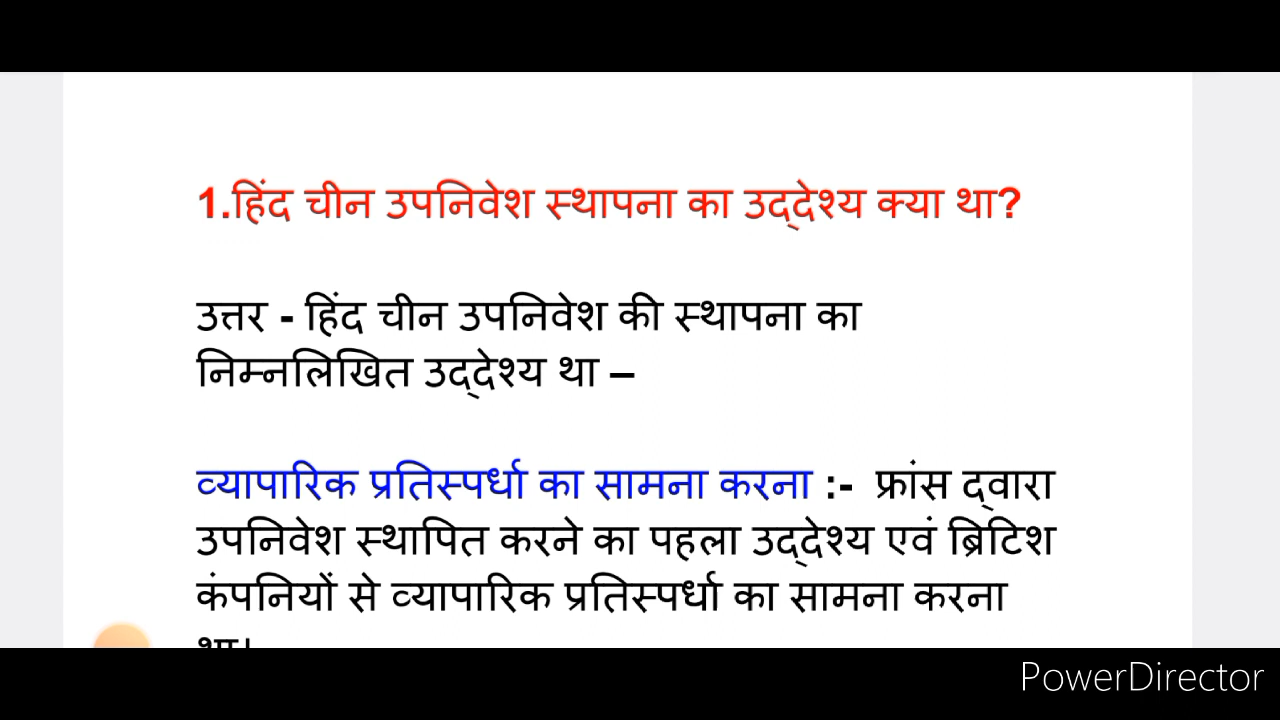 1.हिंद चीन उपनिवेश स्थापना का उद्देश्य क्या था?
उत्तर - हिंद चीन उपनिवेश की स्थापना का
निम्नलिखित उद्देश्य था –
व्यापारिक प्रतिस्पर्धा का सामना करना :- फ्रांस द्वारा
उपनिवेश स्थापित करने का पहला उद्देश्य एवं ब्रिटिश
कंपनियों से व्यापारिक प्रतिस्पर्धा का सामना करना
था।
PowerDirector